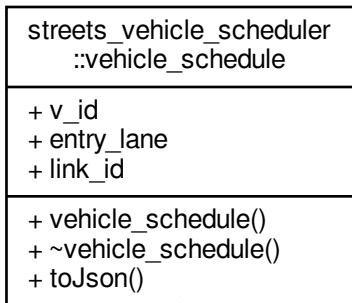 streets_vehicle_scheduler
::vehicle_schedule
+ v_id
+ entry_lane
+ link_id
+ vehicle_schedule()
+ ~vehicle_schedule()
+ toJson()